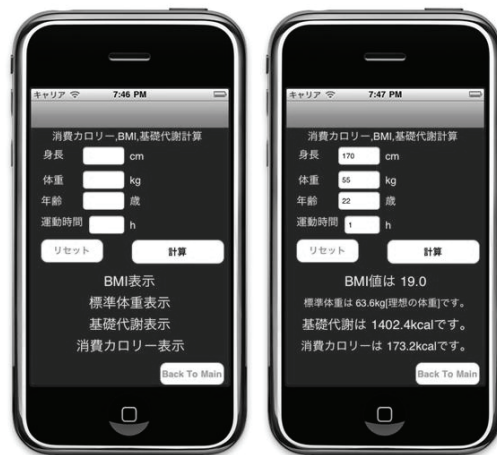 キャリア 7:46 PM
消費カロリー,BMI,基礎代謝計算
身長 cm
体重 kg
年齢 歳
運動時間 h
リセット 計算
BMI表示
標準体重表示
基礎代謝表示
消費カロリー表示
Back To Main
キャリア 7:47 PM
消費カロリー,BMI,基礎代謝計算
身長 170 cm
体重 55 kg
年齢 22 歳
運動時間 1 h
リセット 計算
BMI値は 19.0
標準体重は 63.6kg[理想の体重]です。
基礎代謝は 1402.4kcalです。
消費カロリーは 173.2kcalです。
Back To Main